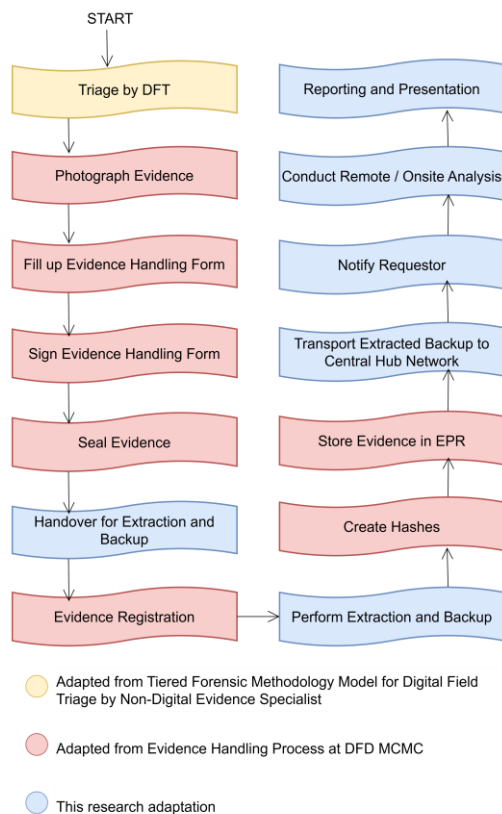 START
Triage by DFT
Photograph Evidence
Fill up Evidence Handling Form
Sign Evidence Handling Form
Seal Evidence
Handover for Extraction and
Backup
Evidence Registration
Perform Extraction and Backup
Create Hashes
Store Evidence in EPR
Transport Extracted Backup to
Central Hub Network
Notify Requestor
Conduct Remote / Onsite Analysis
Reporting and Presentation
Adapted from Tiered Forensic Methodology Model for Digital Field
Triage by Non-Digital Evidence Specialist
Adapted from Evidence Handling Process at DFD MCMC
This research adaptation